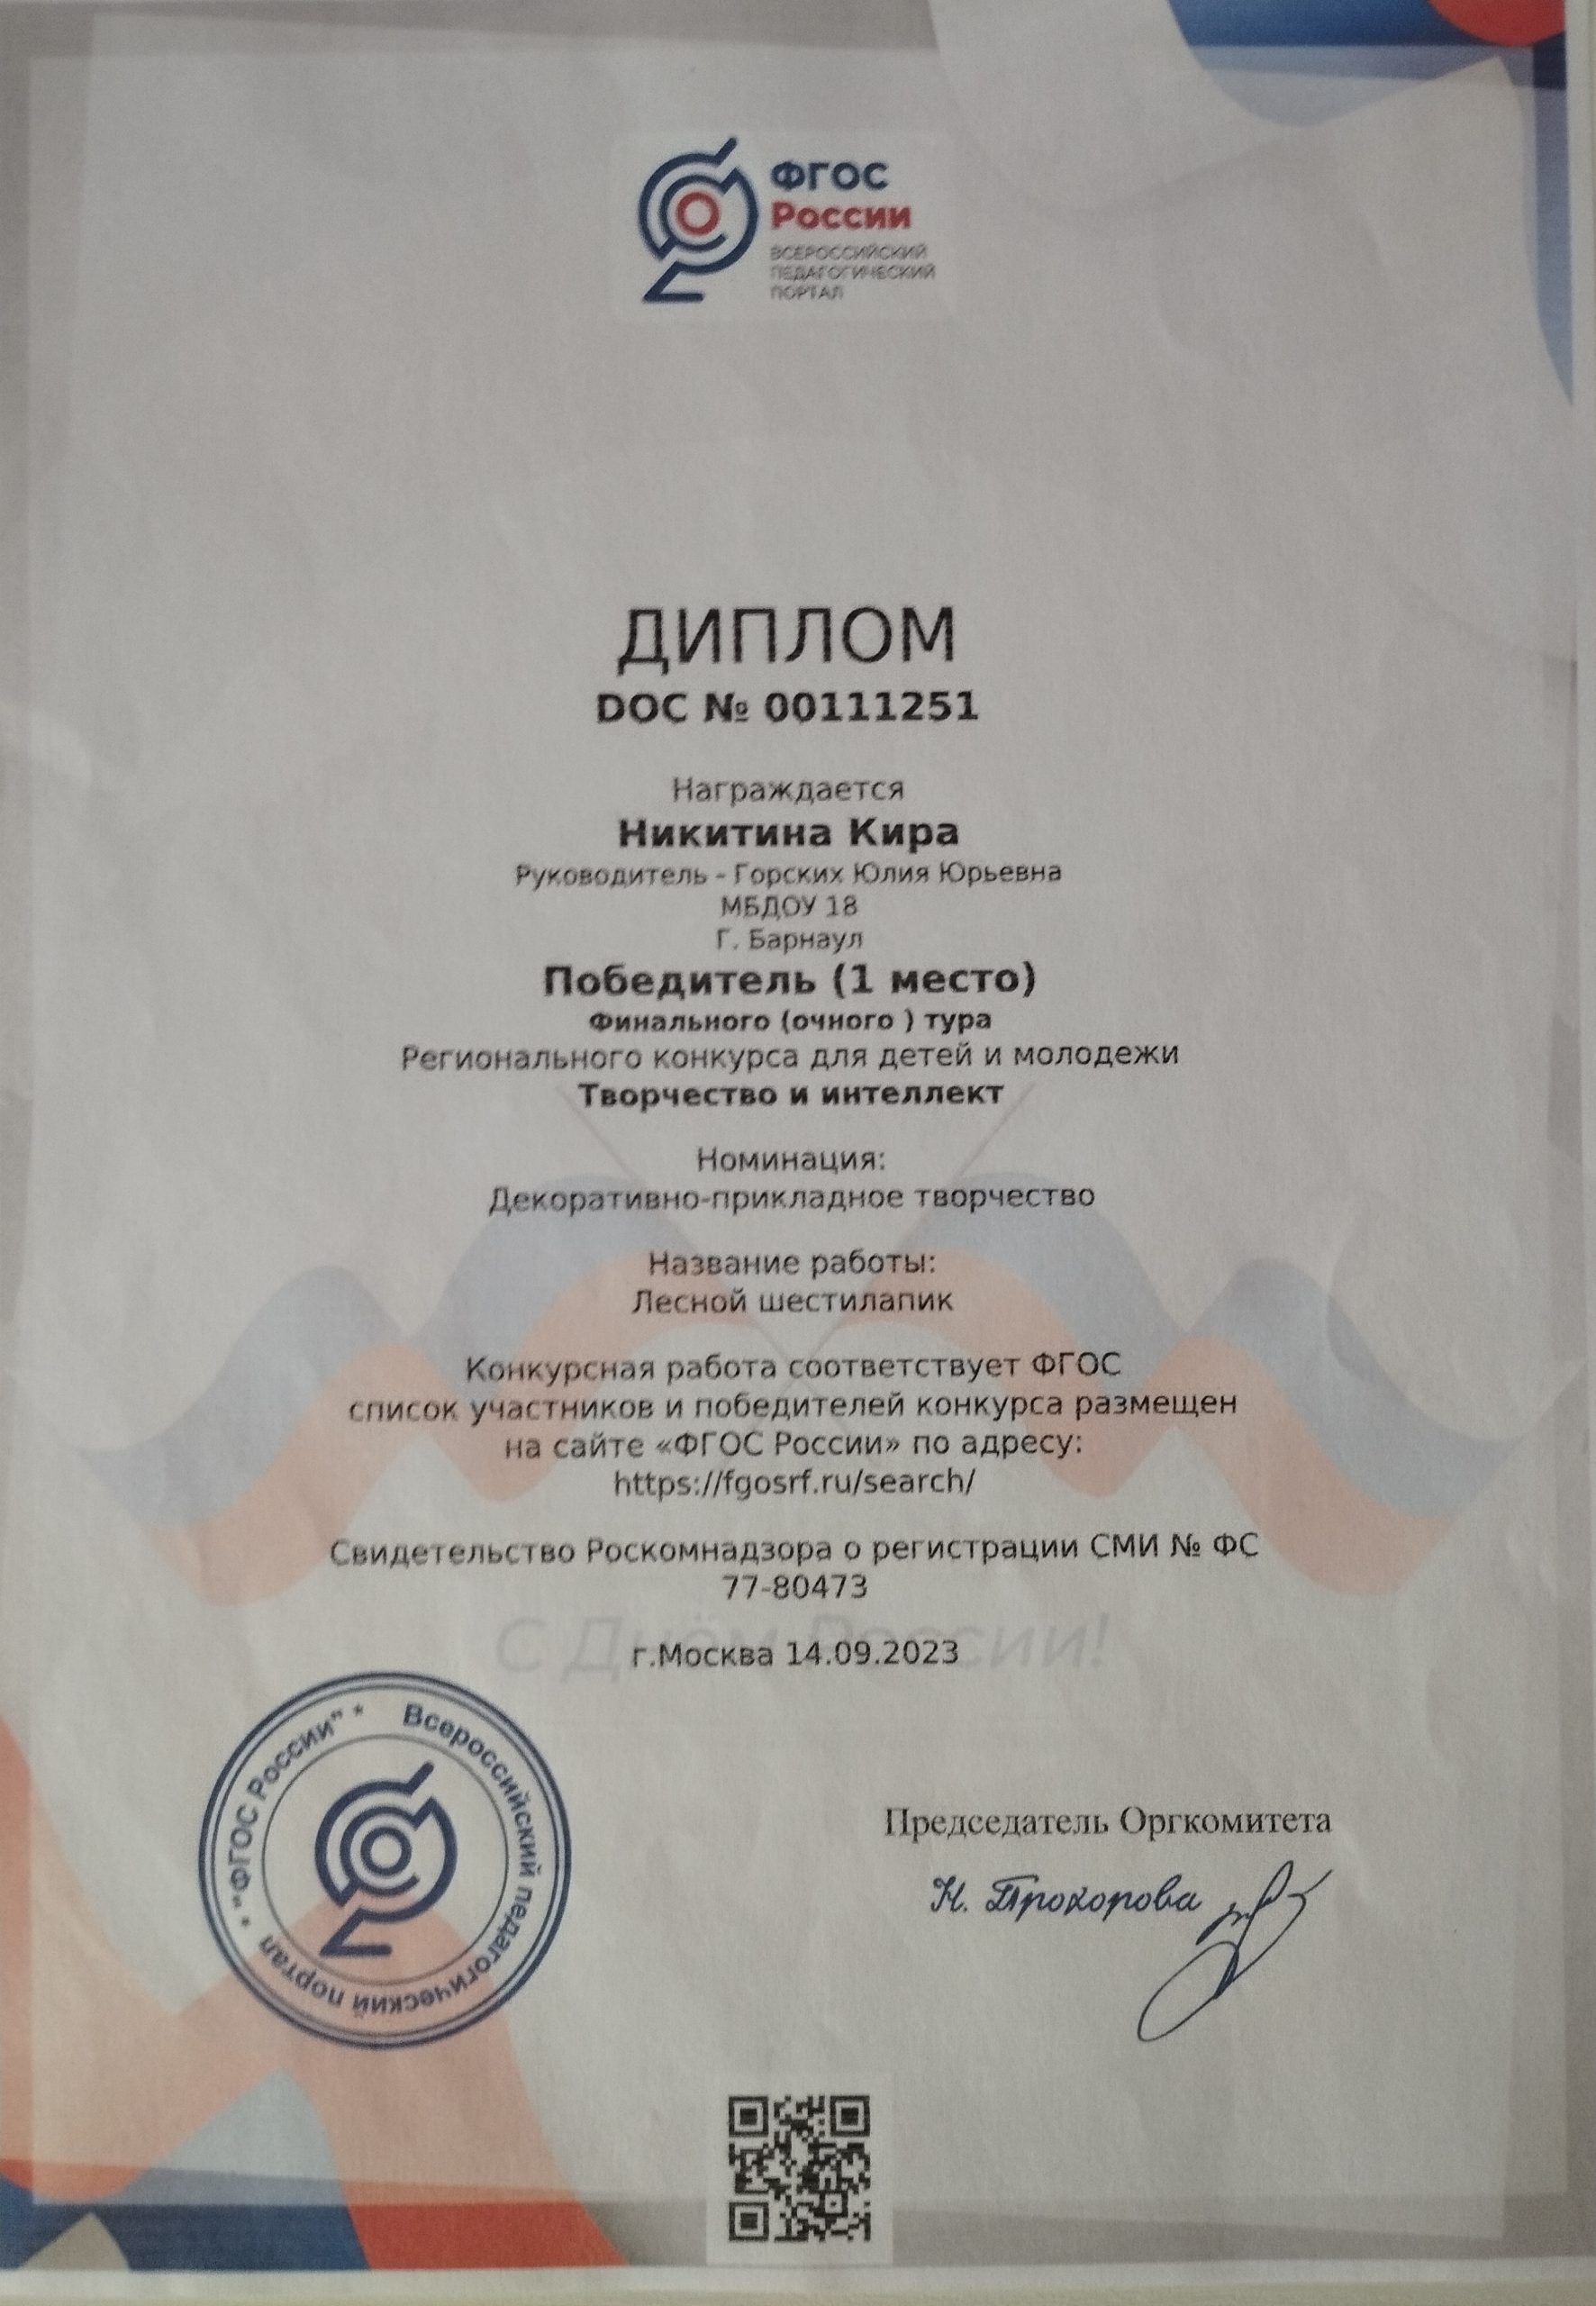 ФГОС
России
ВСЕРОССИЙСКИЙ
ПЕДАГОГИЧЕСКИЙ
ПОРТАЛ
ДИПЛОМ
DOC № 00111251
Награждается
Никитина Кира
Руководитель - Горских Юлия Юрьевна
МБДОУ 18
Г. Барнаул
Победитель (1 место)
Финального (очного ) тура
Регионального конкурса для детей и молодежи
Творчество и интеллект
Номинация:
Декоративно-прикладное творчество
Название работы:
Лесной шестилапик
Конкурсная работа соответствует ФГОС
список участников и победителей конкурса размещен
на сайте «ФГОС России» по адресу:
https://fgosrf.ru/search/
Свидетельство Роскомнадзора о регистрации СМИ № ФС
77-80473
С Днём России!
г.Москва 14.09.2023
Всероссийский педагогический портал * "ФГОС России" *
Председатель Оргкомитета
Н. Прохорова